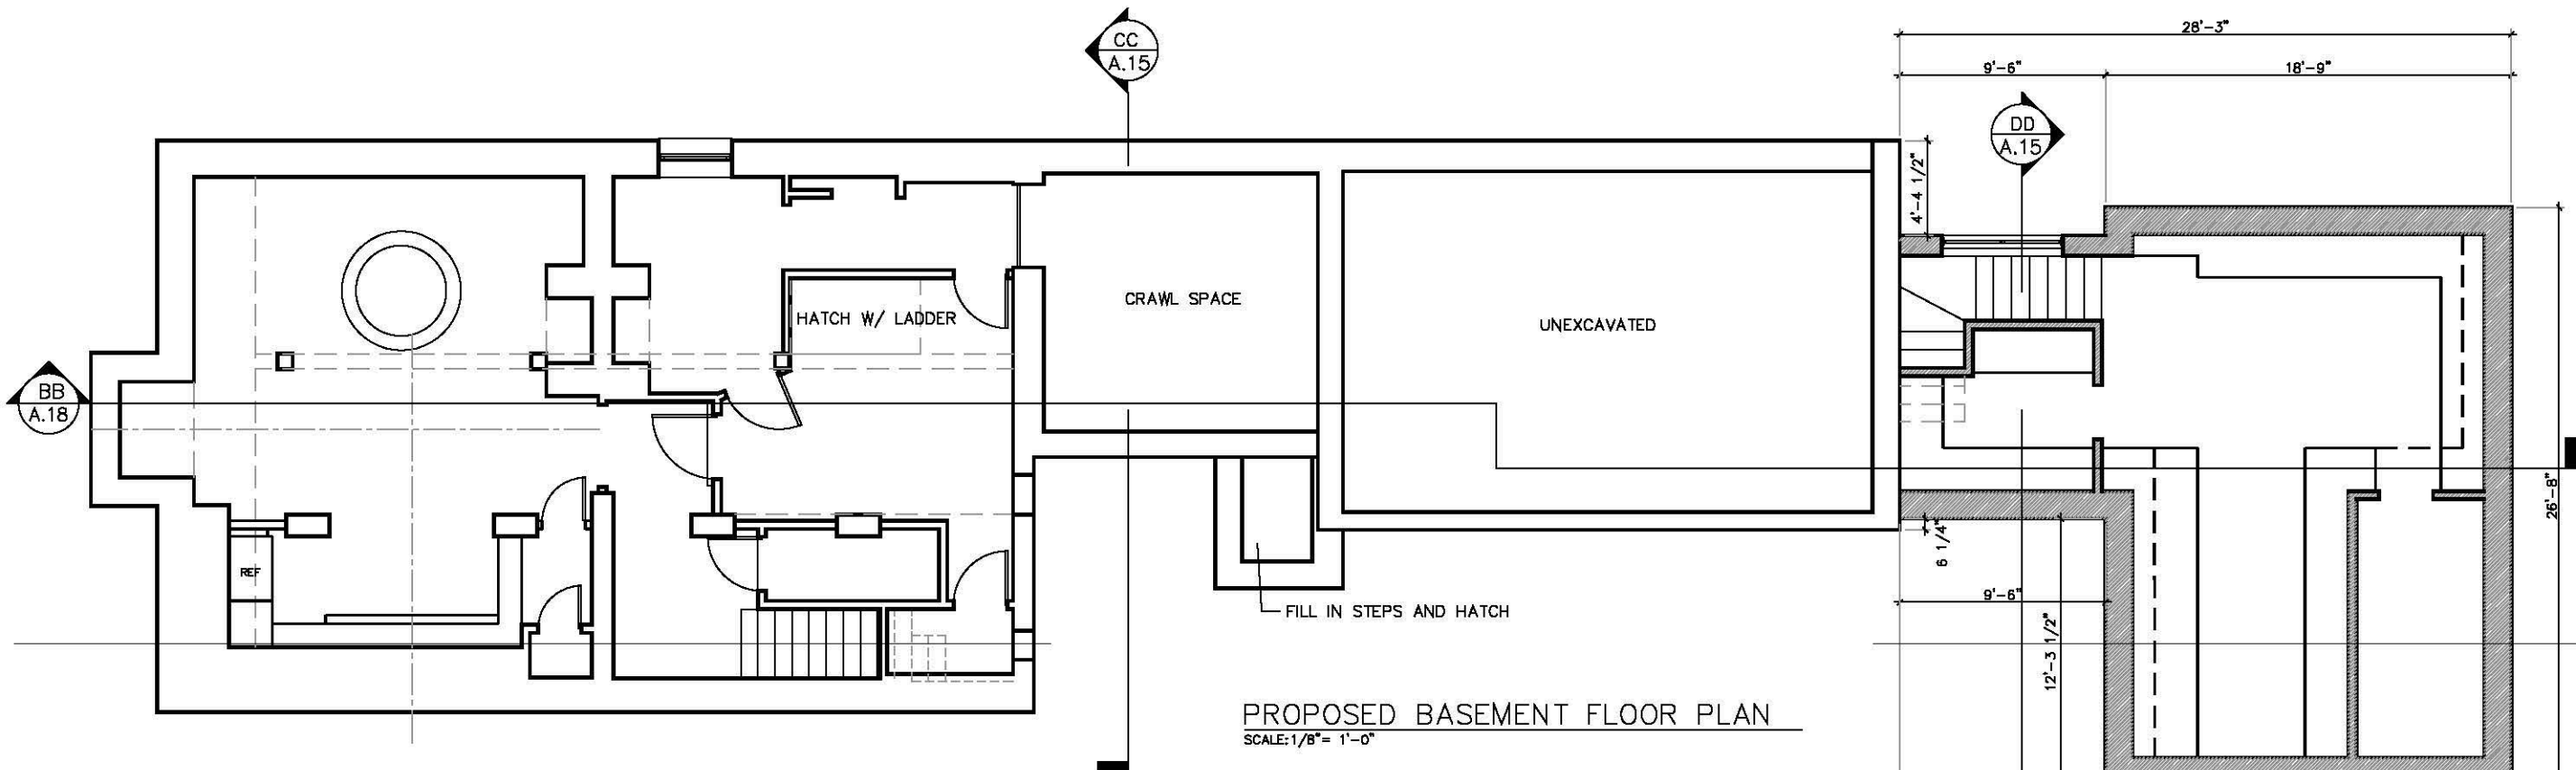 CC
A.15
28'-3"
9'-6"
18'-9"
DD
A.15
4'-4 1/2"
CRAWL SPACE
HATCH W/ LADDER
UNEXCAVATED
BB
A.18
26'-8"
6 1/4"
REF
9'-6"
FILL IN STEPS AND HATCH
12'-3 1/2"
PROPOSED BASEMENT FLOOR PLAN
SCALE:1/8"= 1'-0"